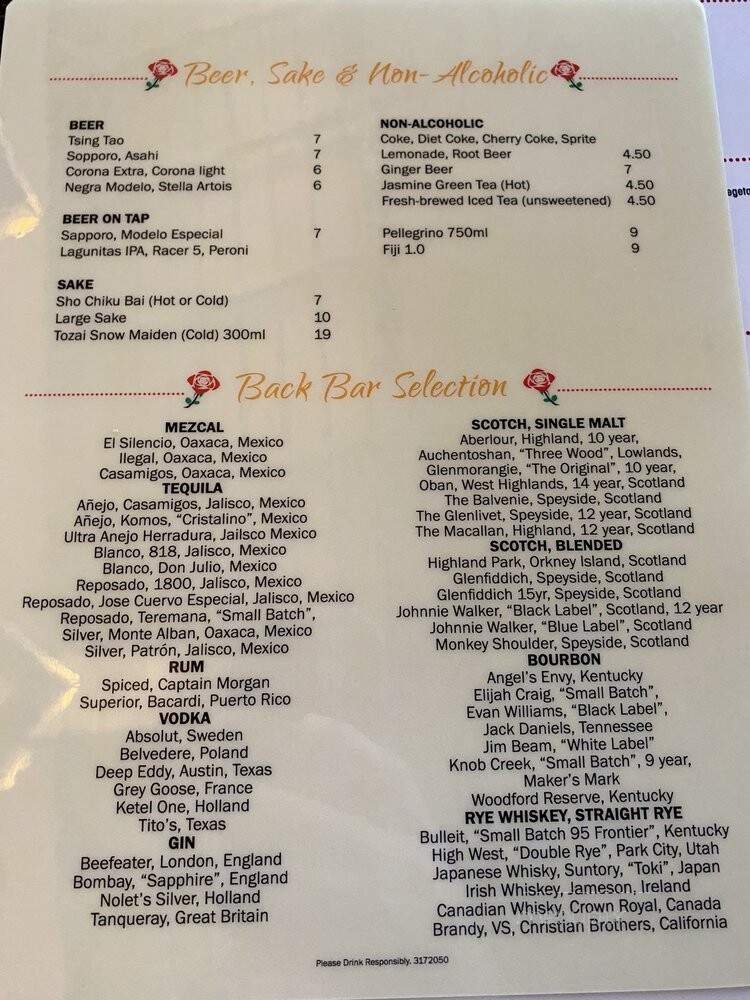 Beer, Sake & Non-Alcoholic
BEER
Tsing Tao 7
Sopporo, Asahi 7
Corona Extra, Corona light 6
Negra Modelo, Stella Artois 6
BEER ON TAP
Sapporo, Modelo Especial 7
Lagunitas IPA, Racer 5, Peroni
SAKE
Sho Chiku Bai (Hot or Cold) 7
Large Sake 10
Tozai Snow Maiden (Cold) 300ml 19
NON-ALCOHOLIC
Coke, Diet Coke, Cherry Coke, Sprite
Lemonade, Root Beer 4.50
Ginger Beer 7
Jasmine Green Tea (Hot) 4.50
Fresh-brewed Iced Tea (unsweetened) 4.50
Pellegrino 750ml 9
Fiji 1.0 9
Back Bar Selection
MEZCAL
El Silencio, Oaxaca, Mexico
Ilegal, Oaxaca, Mexico
Casamigos, Oaxaca, Mexico
TEQUILA
Añejo, Casamigos, Jalisco, Mexico
Añejo, Komos, “Cristalino”, Mexico
Ultra Anejo Herradura, Jailsco Mexico
Blanco, 818, Jalisco, Mexico
Blanco, Don Julio, Mexico
Reposado, 1800, Jalisco, Mexico
Reposado, Jose Cuervo Especial, Jalisco, Mexico
Reposado, Teremana, “Small Batch”,
Silver, Monte Alban, Oaxaca, Mexico
Silver, Patrón, Jalisco, Mexico
RUM
Spiced, Captain Morgan
Superior, Bacardi, Puerto Rico
VODKA
Absolut, Sweden
Belvedere, Poland
Deep Eddy, Austin, Texas
Grey Goose, France
Ketel One, Holland
Tito’s, Texas
GIN
Beefeater, London, England
Bombay, “Sapphire”, England
Nolet’s Silver, Holland
Tanqueray, Great Britain
SCOTCH, SINGLE MALT
Aberlour, Highland, 10 year,
Auchentoshan, “Three Wood”, Lowlands,
Glenmorangie, “The Original”, 10 year,
Oban, West Highlands, 14 year, Scotland
The Balvenie, Speyside, Scotland
The Glenlivet, Speyside, 12 year, Scotland
The Macallan, Highland, 12 year, Scotland
SCOTCH, BLENDED
Highland Park, Orkney Island, Scotland
Glenfiddich, Speyside, Scotland
Glenfiddich 15yr, Speyside, Scotland
Johnnie Walker, “Black Label”, Scotland, 12 year
Johnnie Walker, “Blue Label”, Scotland
Monkey Shoulder, Speyside, Scotland
BOURBON
Angel’s Envy, Kentucky
Elijah Craig, “Small Batch”,
Evan Williams, “Black Label”,
Jack Daniels, Tennessee
Jim Beam, “White Label”
Knob Creek, “Small Batch”, 9 year,
Maker’s Mark
Woodford Reserve, Kentucky
RYE WHISKEY, STRAIGHT RYE
Bulleit, “Small Batch 95 Frontier”, Kentucky
High West, “Double Rye”, Park City, Utah
Japanese Whisky, Suntory, “Toki”, Japan
Irish Whiskey, Jameson, Ireland
Canadian Whisky, Crown Royal, Canada
Brandy, VS, Christian Brothers, California
Please Drink Responsibly. 3172050